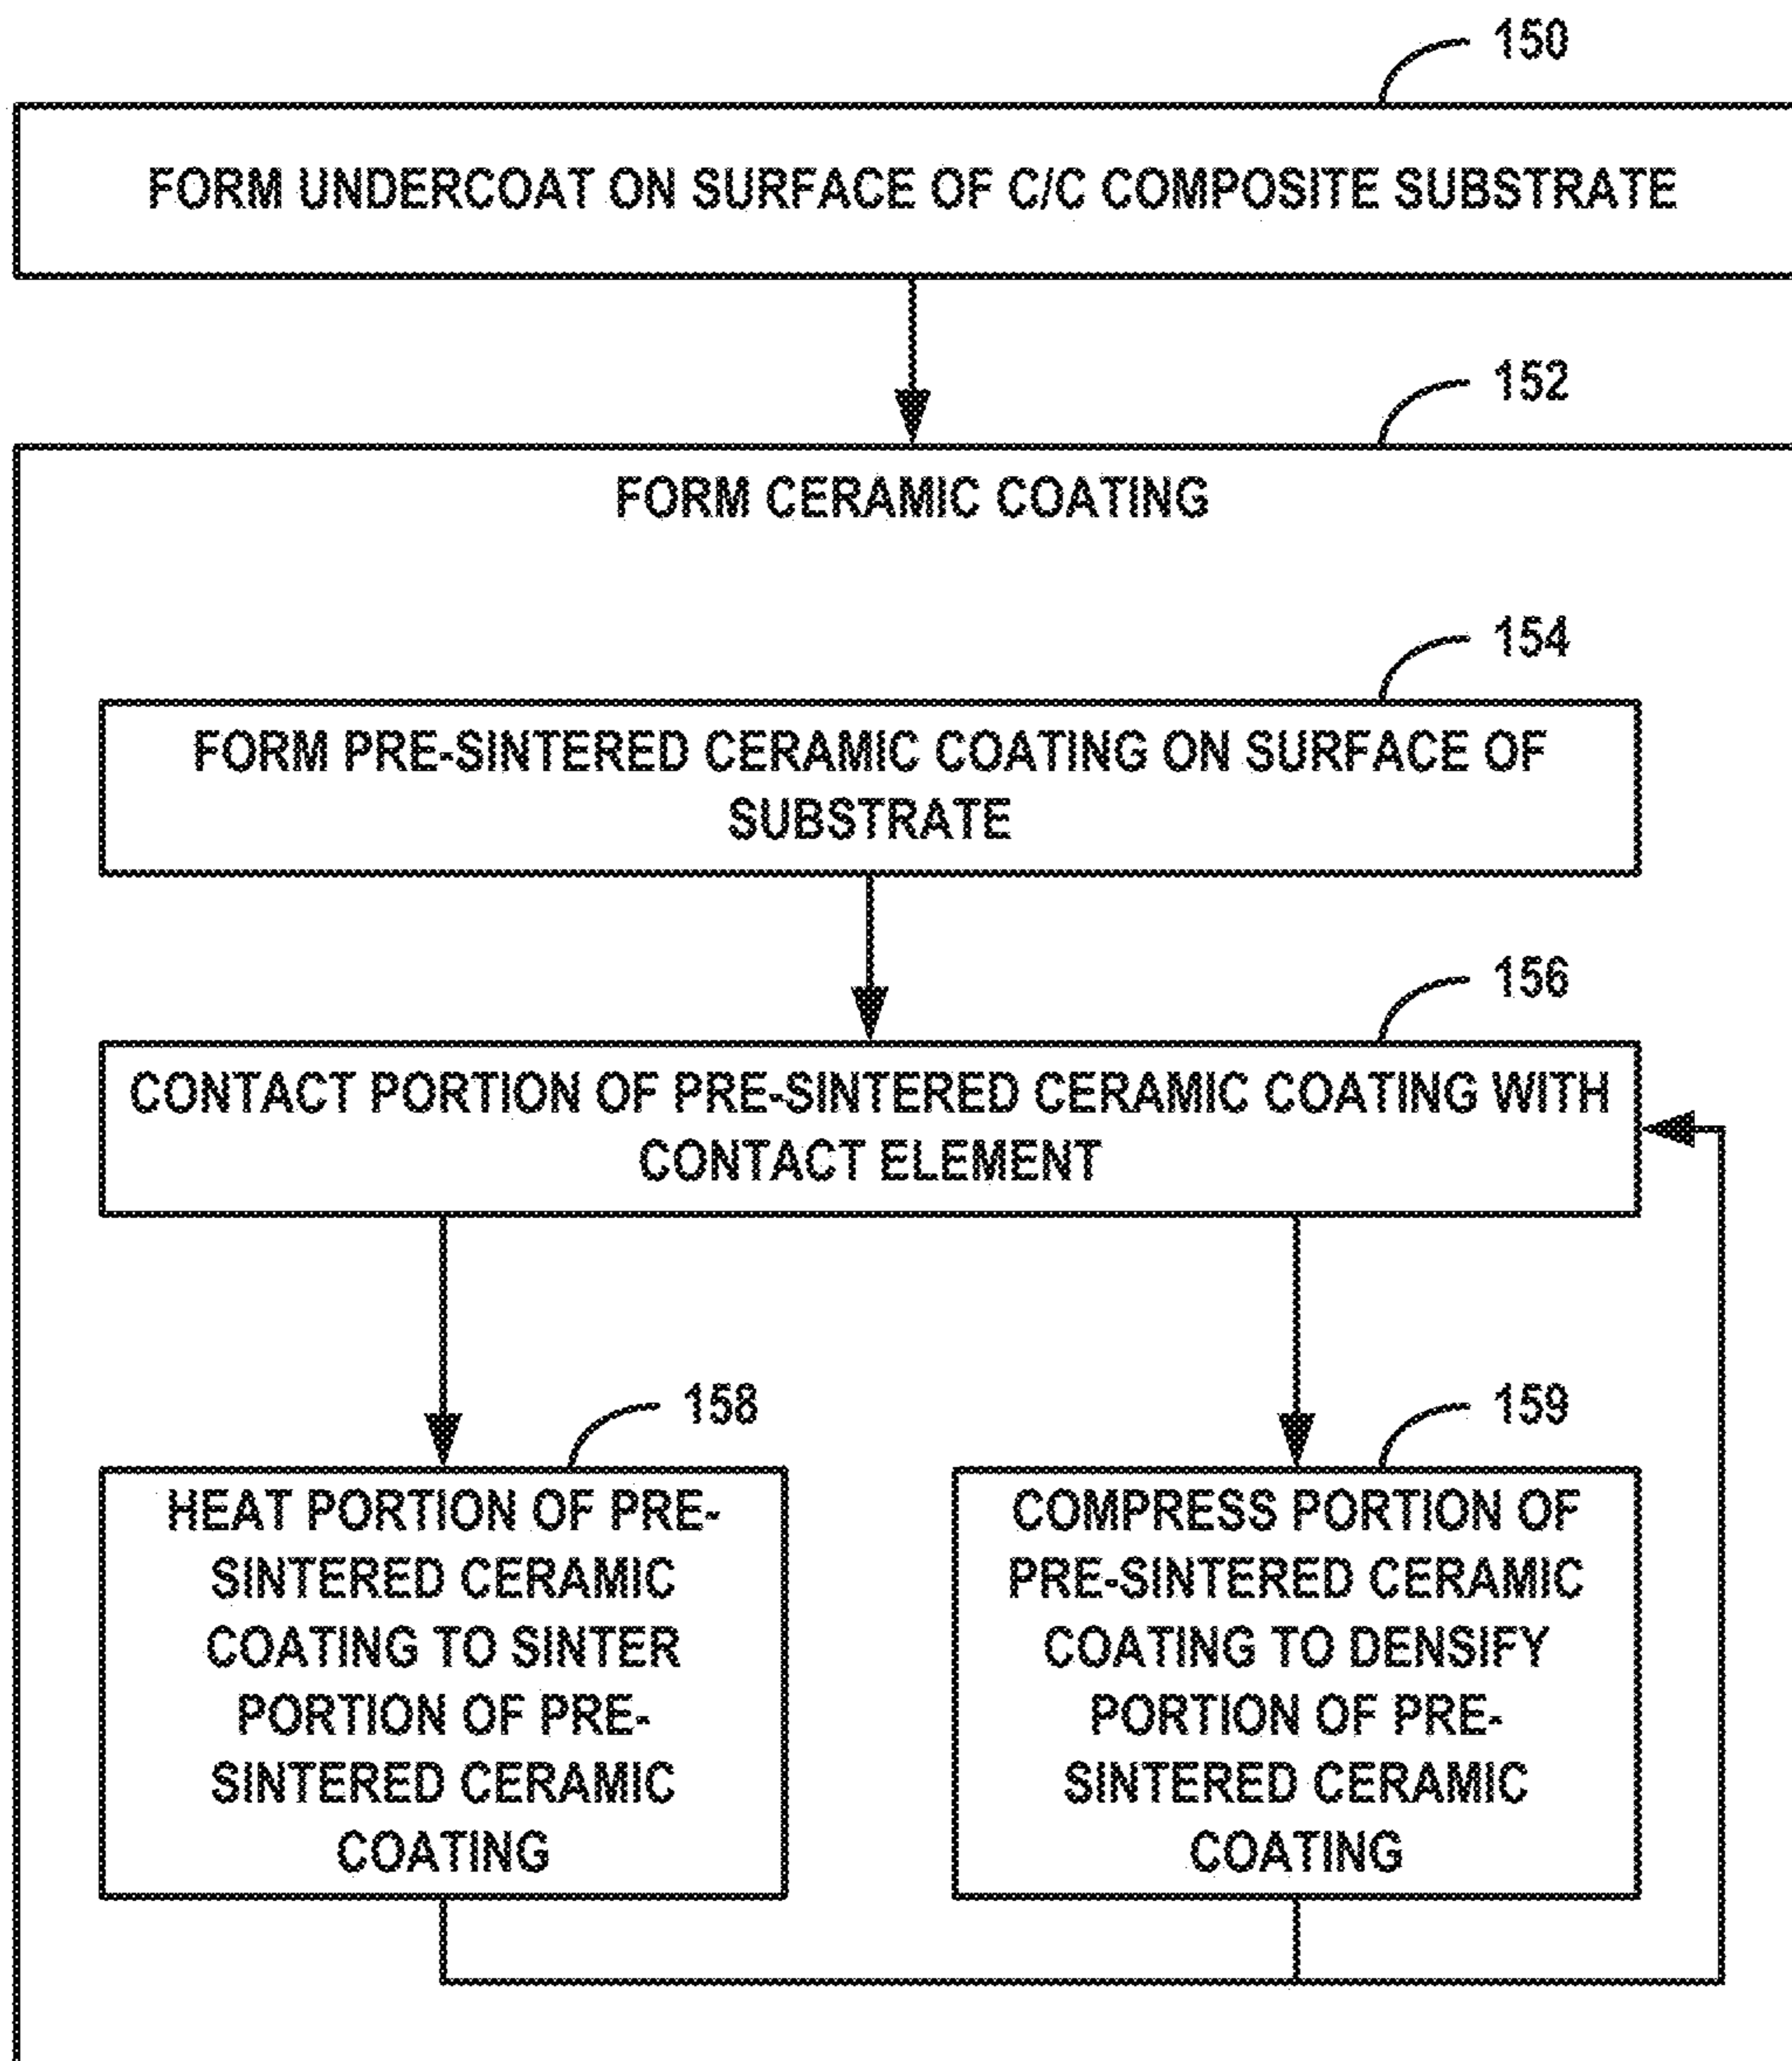 150
FORM UNDERCOAT ON SURFACE OF C/C COMPOSITE SUBSTRATE
152
FORM CERAMIC COATING
154
FORM PRE-SINTERED CERAMIC COATING ON SURFACE OF
SUBSTRATE
156
CONTACT PORTION OF PRE-SINTERED CERAMIC COATING WITH
CONTACT ELEMENT
158
HEAT PORTION OF PRE-
SINTERED CERAMIC
COATING TO SINTER
PORTION OF PRE-
SINTERED CERAMIC
COATING
159
COMPRESS PORTION OF
PRE-SINTERED CERAMIC
COATING TO DENSIFY
PORTION OF PRE-
SINTERED CERAMIC
COATING